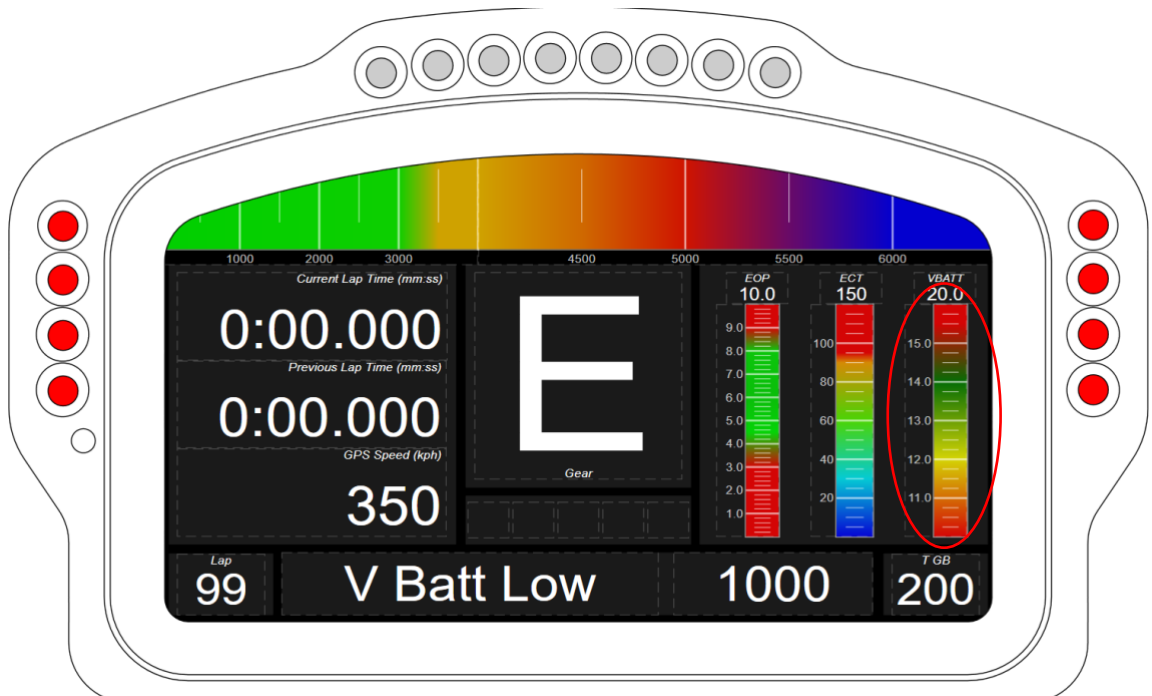 1000 2000 3000 4500 5000 5500 6000
Current Lap Time (mm:ss)
0:00.000
Previous Lap Time (mm:ss)
0:00.000
GPS Speed (kph)
350
E
Gear
EOP
10.0
9.0
8.0
7.0
6.0
5.0
4.0
3.0
2.0
1.0
ECT
150
100
80
60
40
20
VBATT
20.0
15.0
14.0
13.0
12.0
11.0
Lap
99
V Batt Low
1000
T GB
200